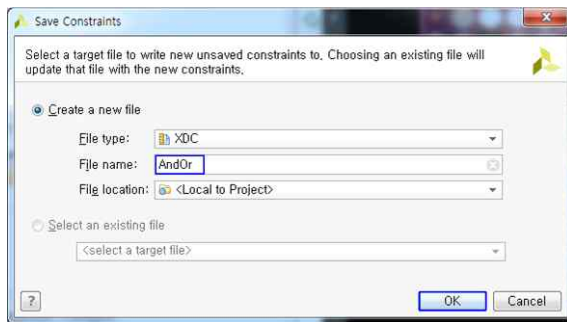 Save Constraints
Select a target file to write new unsaved constraints to. Choosing an existing file will
update that file with the new constraints.
Create a new file
File type: XDC
File name: AndOr
File location: <Local to Project>
Select an existing file
<select a target file>
? OK Cancel